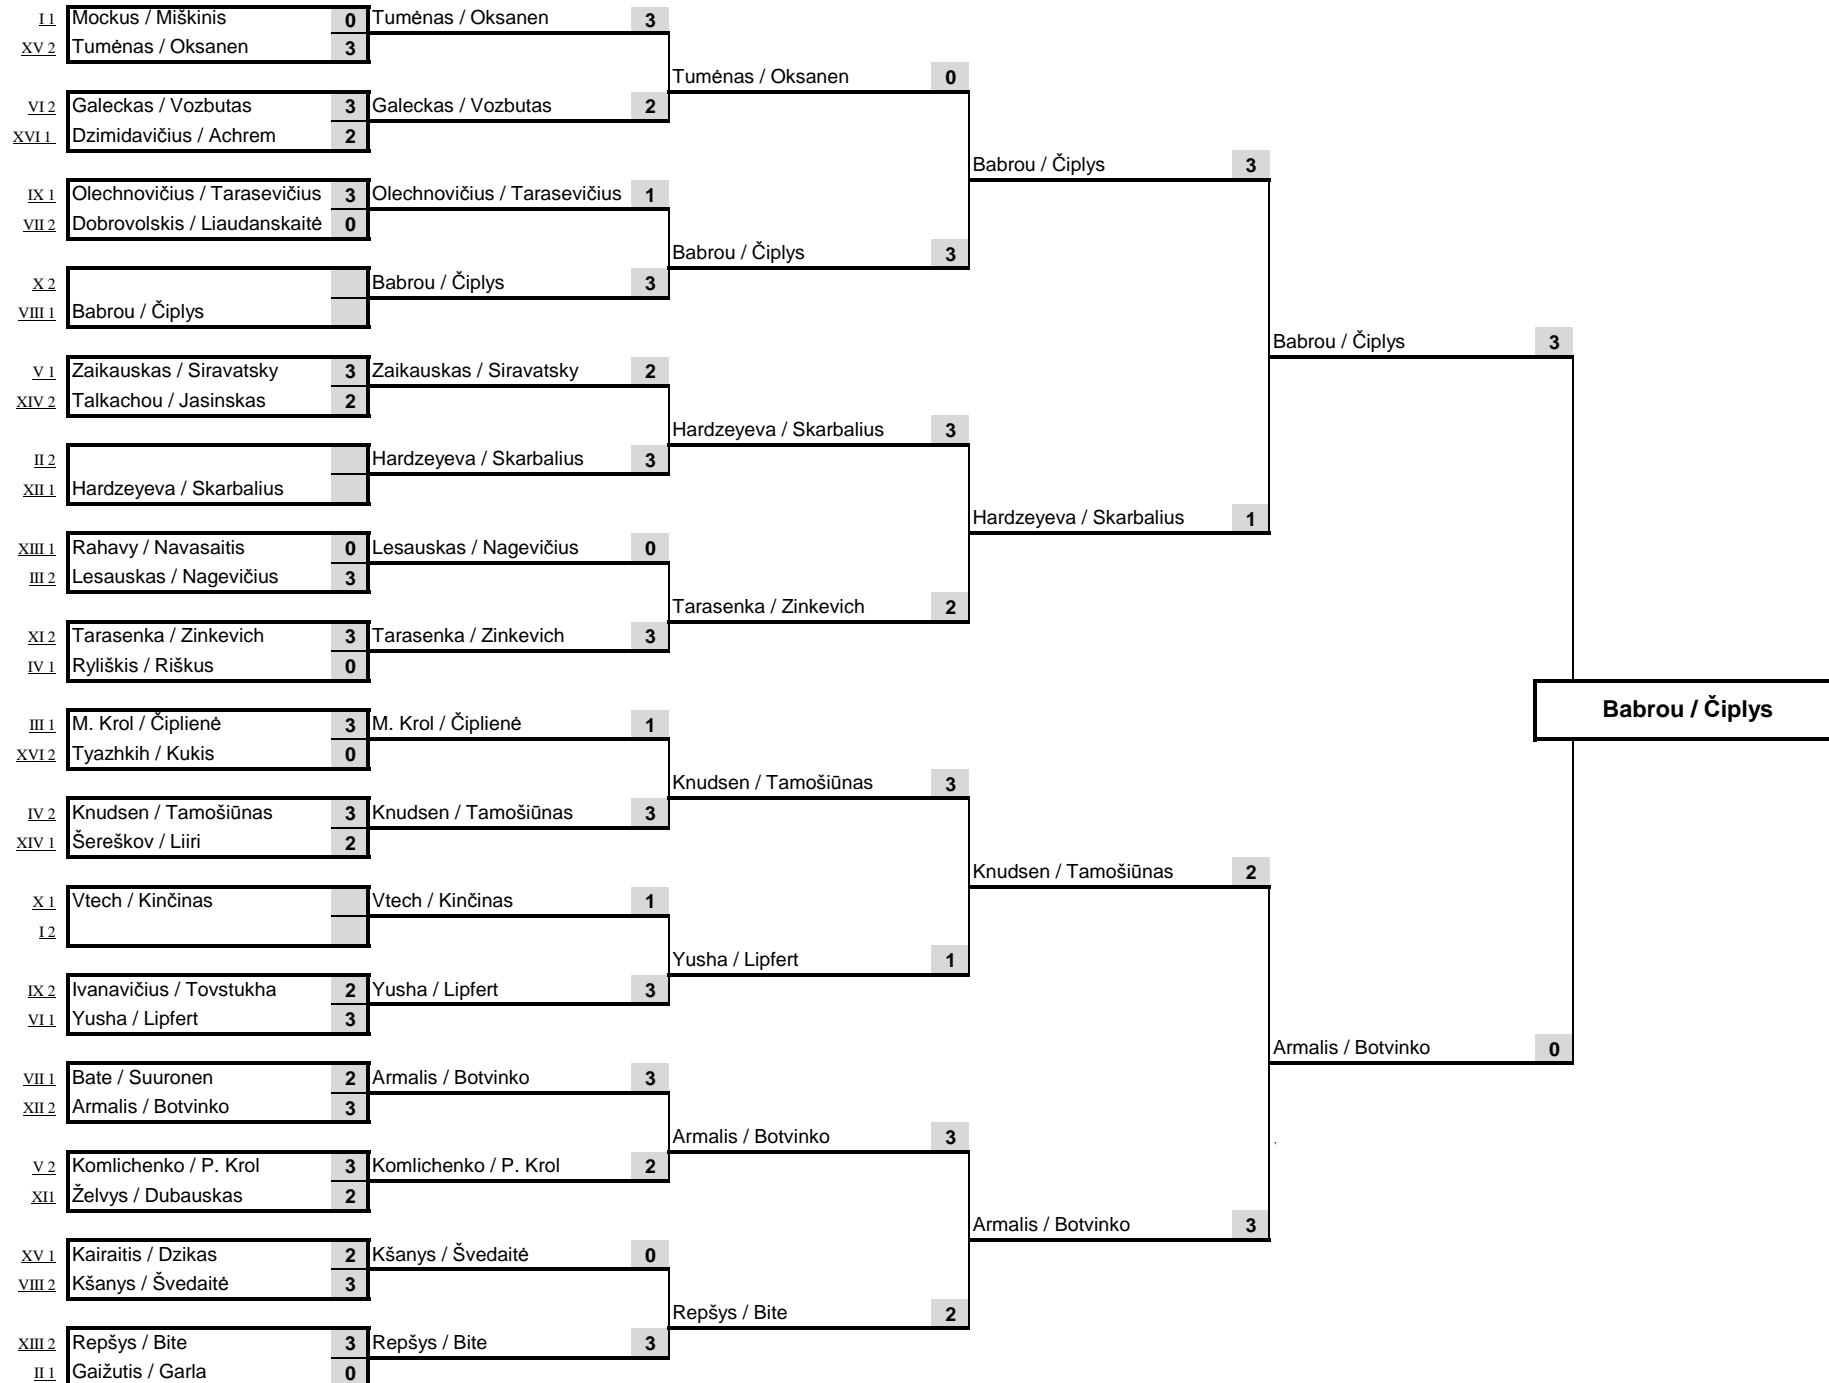 I 1 Mockus / Miškinis 0 Tumėnas / Oksanen 3
XV 2 Tumėnas / Oksanen 3
Tumėnas / Oksanen 0
VI 2 Galeckas / Vozbutas 3 Galeckas / Vozbutas 2
XVI 1 Dzimidavičius / Achrem 2
Babrou / Čiplys 3
IX 1 Olechnovičius / Tarasevičius 3 Olechnovičius / Tarasevičius 1
VII 2 Dobrovolskis / Liaudanskaitė 0
Babrou / Čiplys 3
X 2 Babrou / Čiplys 3
VIII 1 Babrou / Čiplys
Babrou / Čiplys 3
V 1 Zaikauskas / Siravatsky 3 Zaikauskas / Siravatsky 2
XIV 2 Talkachou / Jasinskas 2
Hardzeyeva / Skarbalius 3
II 2 Hardzeyeva / Skarbalius 3
XII 1 Hardzeyeva / Skarbalius
Hardzeyeva / Skarbalius 1
XIII 1 Rahavy / Navasaitis 0 Lesauskas / Nagevičius 0
III 2 Lesauskas / Nagevičius 3
Tarasenka / Zinkevich 2
XI 2 Tarasenka / Zinkevich 3 Tarasenka / Zinkevich 3
IV 1 Ryliškis / Riškus 0
Babrou / Čiplys
III 1 M. Krol / Čiplienė 3 M. Krol / Čiplienė 1
XVI 2 Tyazhkih / Kukis 0
Knudsen / Tamošiūnas 3
IV 2 Knudsen / Tamošiūnas 3 Knudsen / Tamošiūnas 3
XIV 1 Šereškov / Liiri 2
Knudsen / Tamošiūnas 2
X 1 Vtech / Kinčinas Vtech / Kinčinas 1
I 2
Yusha / Lipfert 1
IX 2 Ivanavičius / Tovstukha 2 Yusha / Lipfert 3
VI 1 Yusha / Lipfert 3
Armalis / Botvinko 0
VII 1 Bate / Suuronen 2 Armalis / Botvinko 3
XII 2 Armalis / Botvinko 3
Armalis / Botvinko 3
V 2 Komlichenko / P. Krol 3 Komlichenko / P. Krol 2
XI1 Želvys / Dubauskas 2
Armalis / Botvinko 3
XV 1 Kairaitis / Dzikas 2 Kšanys / Švedaitė 0
VIII 2 Kšanys / Švedaitė 3
Repšys / Bite 2
XIII 2 Repšys / Bite 3 Repšys / Bite 3
II 1 Gaižutis / Garla 0